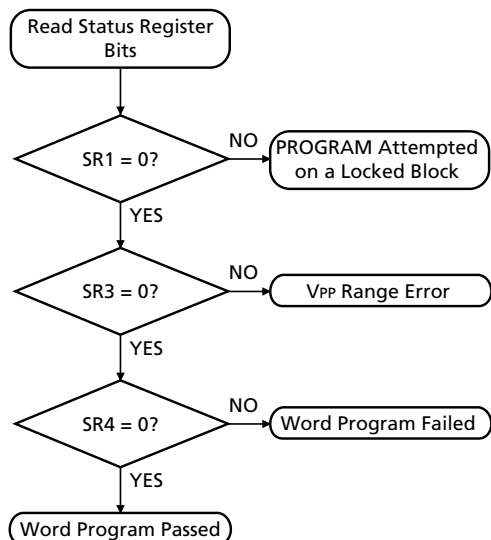 Read Status Register
Bits
SR1 = 0?
NO
PROGRAM Attempted
on a Locked Block
YES
SR3 = 0?
NO
VPP Range Error
YES
SR4 = 0?
NO
Word Program Failed
YES
Word Program Passed